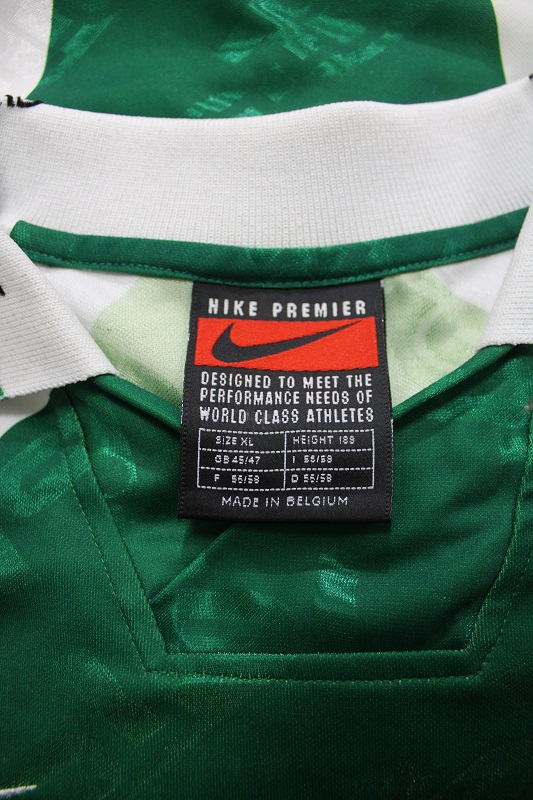 NIKE PREMIER
DESIGNED TO MEET THE
PERFORMANCE NEEDS OF
WORLD CLASS ATHLETES
SIZE XL HEIGHT 188
GB 45/47 I 56/58
F 56/58 D 56/58
MADE IN BELGIUM